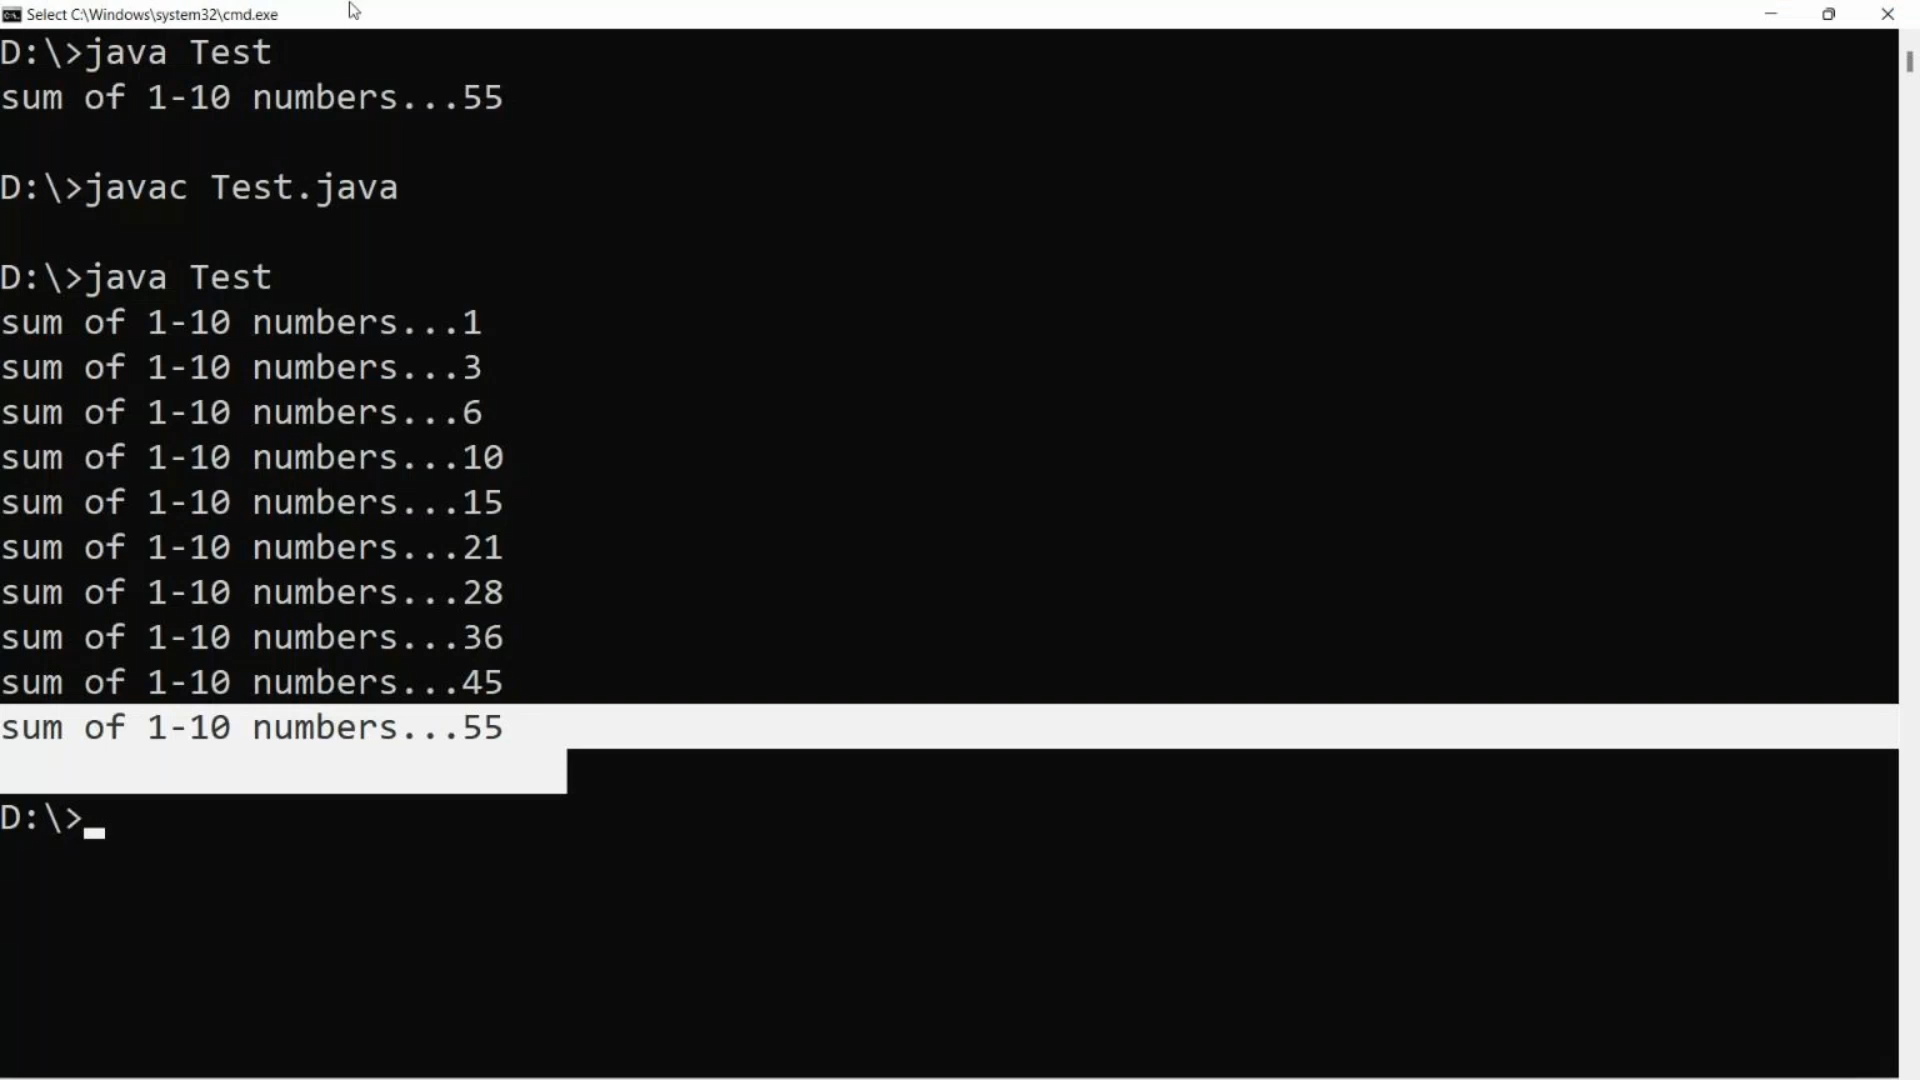 Select C:\Windows\system32\cmd.exe
D:\>java Test
sum of 1-10 numbers...55
D:\>javac Test.java
D:\>java Test
sum of 1-10 numbers...1
sum of 1-10 numbers...3
sum of 1-10 numbers...6
sum of 1-10 numbers...10
sum of 1-10 numbers...15
sum of 1-10 numbers...21
sum of 1-10 numbers...28
sum of 1-10 numbers...36
sum of 1-10 numbers...45
sum of 1-10 numbers...55
D:\>